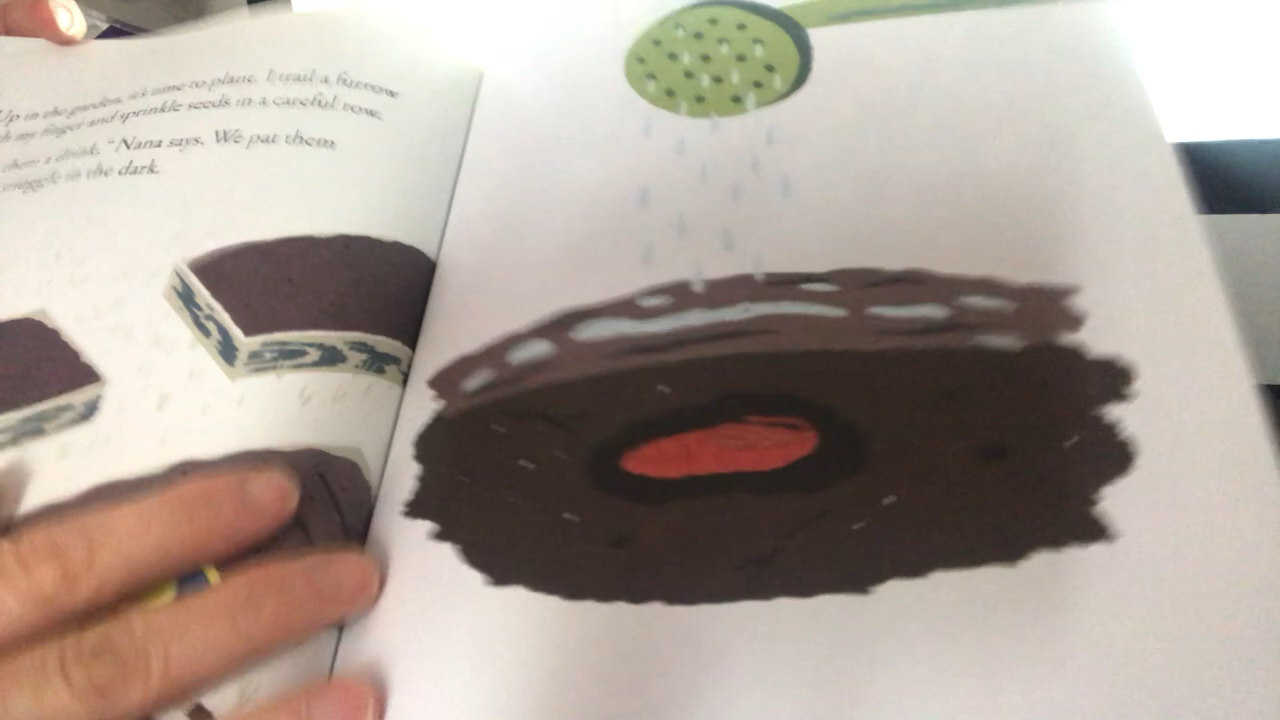 Up in the garden, it's time to plant. I trail a furrow
my finger and sprinkle seeds in a careful row.
them a drink," Nana says. We pat them
snuggle in the dark.